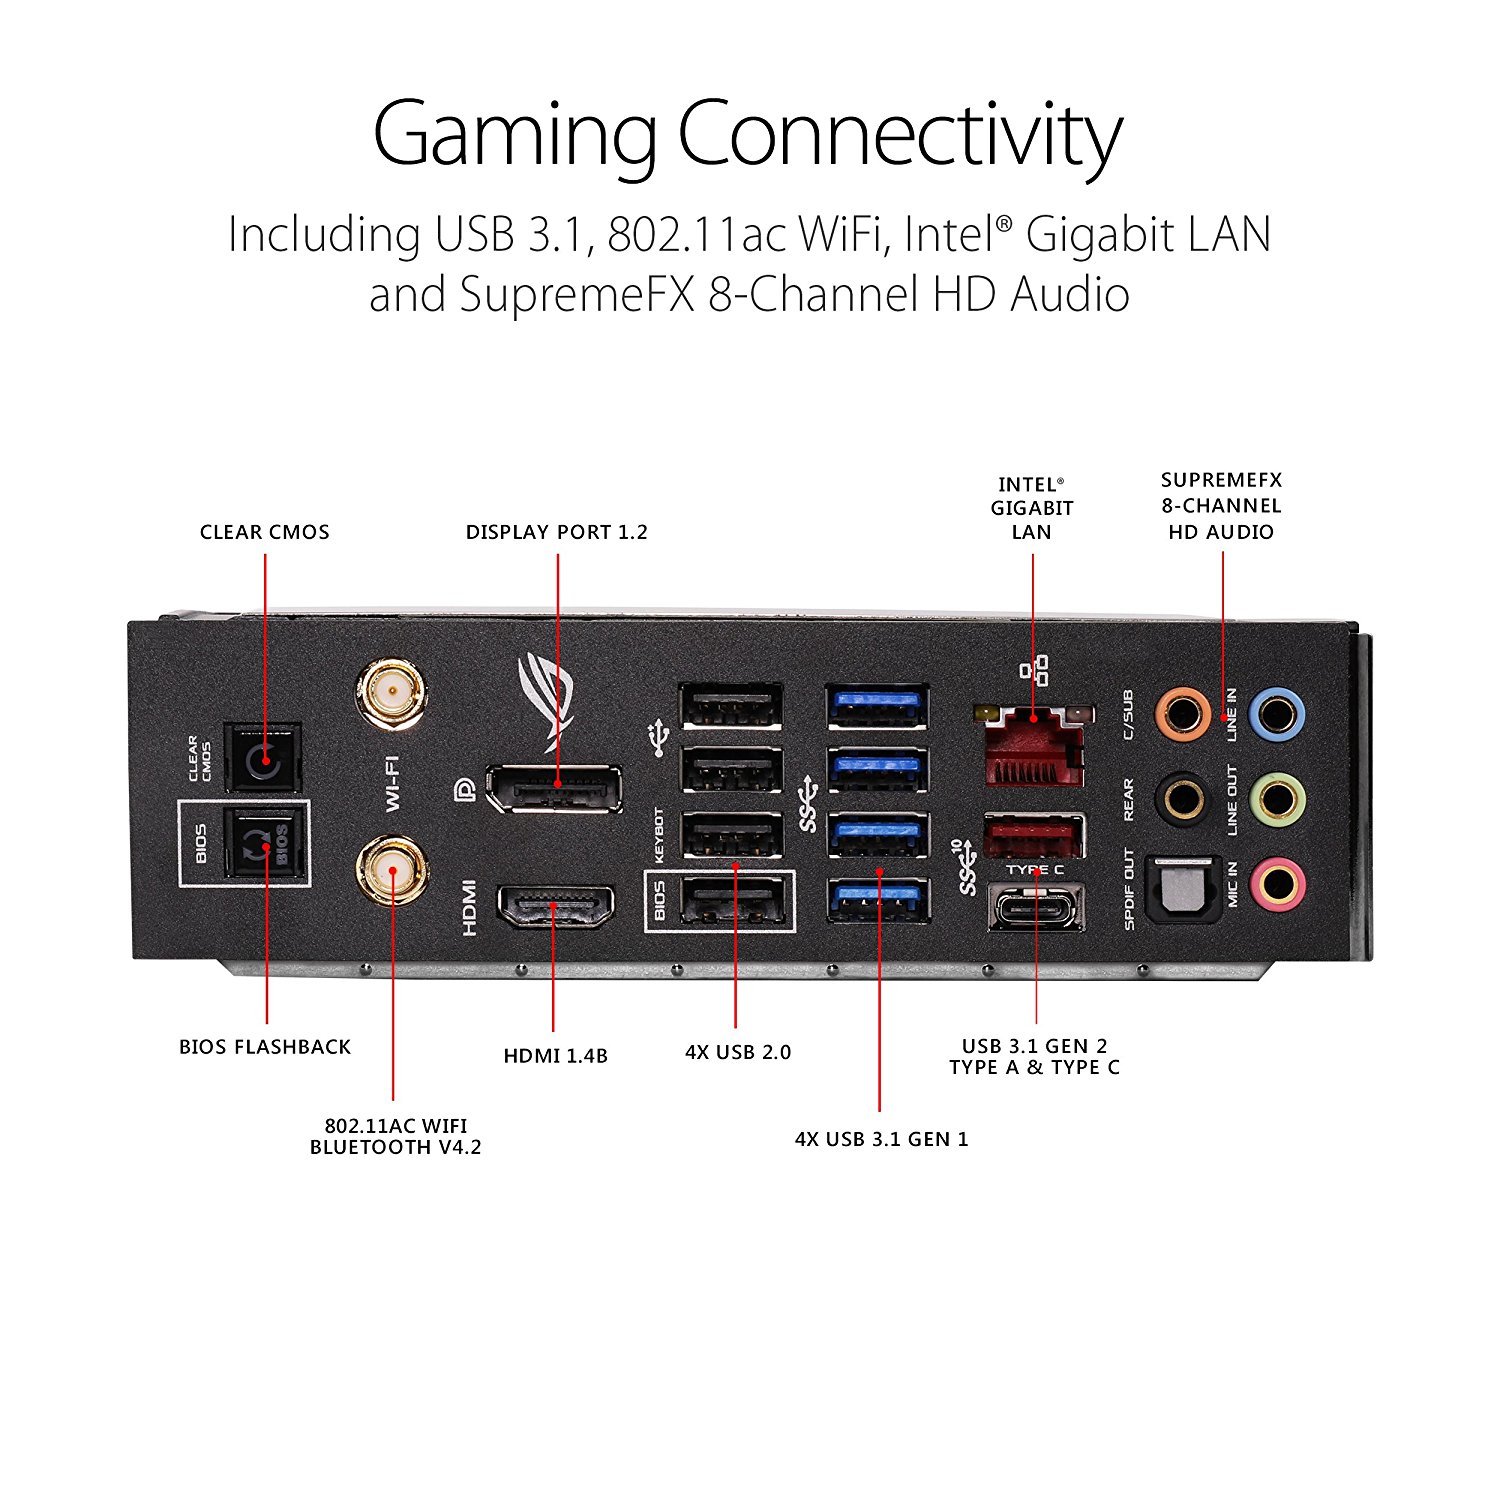 Gaming Connectivity
Including USB 3.1, 802.11ac WiFi, Intel® Gigabit LAN
and SupremeFX 8-Channel HD Audio
CLEAR CMOS
DISPLAY PORT 1.2
INTEL®
GIGABIT
LAN
SUPREMEFX
8-CHANNEL
HD AUDIO
CLEAR
CMOS
BIOS
BIOS
WI-FI
HDMI
KEYBOT
BIOS
SS
SS
10
TYPE C
C/SUB
REAR
SPDIF OUT
LINE IN
LINE OUT
MIC IN
BIOS FLASHBACK
802.11AC WIFI
BLUETOOTH V4.2
HDMI 1.4B
4X USB 2.0
4X USB 3.1 GEN 1
USB 3.1 GEN 2
TYPE A & TYPE C